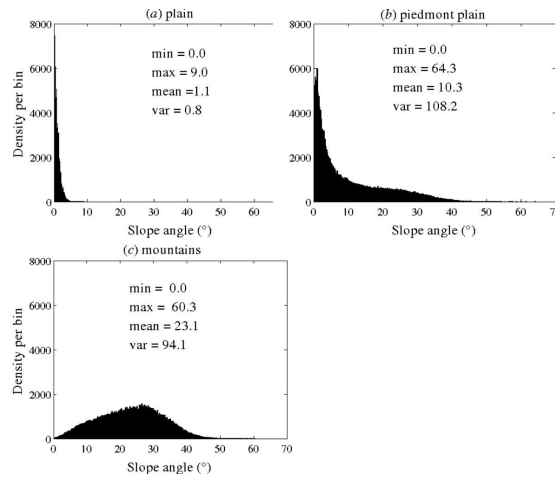 (a) plain
min = 0.0
max = 9.0
mean =1.1
var = 0.8
Density per bin
8000
6000
4000
2000
0
0 10 20 30 40 50 60
Slope angle (°)
(b) piedmont plain
min = 0.0
max = 64.3
mean = 10.3
var = 108.2
8000
6000
4000
2000
0
0 10 20 30 40 50 60 70
Slope angle (°)
(c) mountains
min = 0.0
max = 60.3
mean = 23.1
var = 94.1
Density per bin
8000
6000
4000
2000
0
0 10 20 30 40 50 60 70
Slope angle (°)